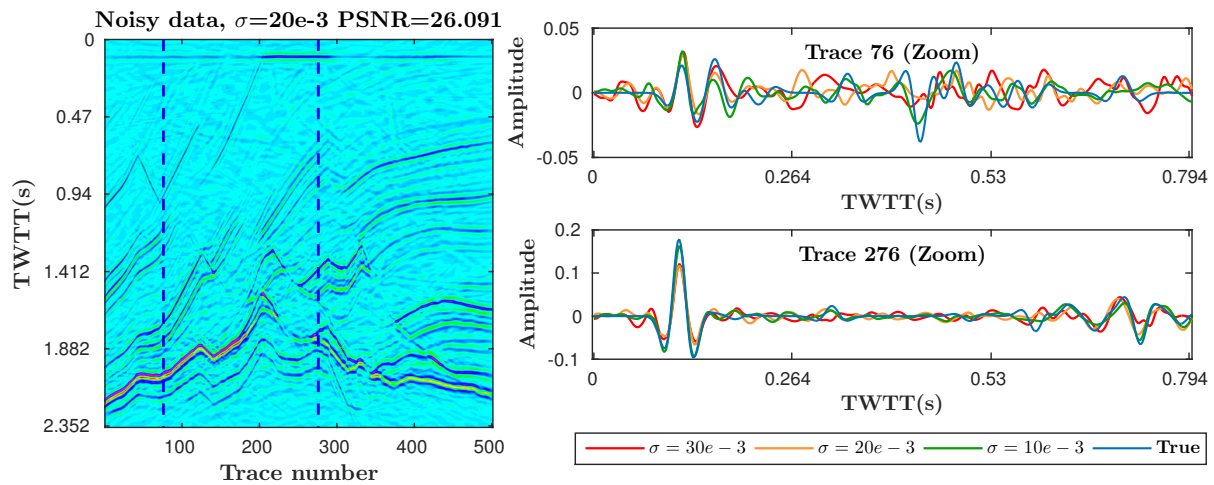 Noisy data, σ=20e-3 PSNR=26.091
0
0.47
0.94
1.412
1.882
2.352
TWTT(s)
100 200 300 400 500
Trace number
0.05
0
-0.05
Amplitude
Trace 76 (Zoom)
0 0.264 0.53 0.794
TWTT(s)
0.2
0.1
0
-0.1
Amplitude
Trace 276 (Zoom)
0 0.264 0.53 0.794
TWTT(s)
σ = 30e − 3 σ = 20e − 3 σ = 10e − 3 True